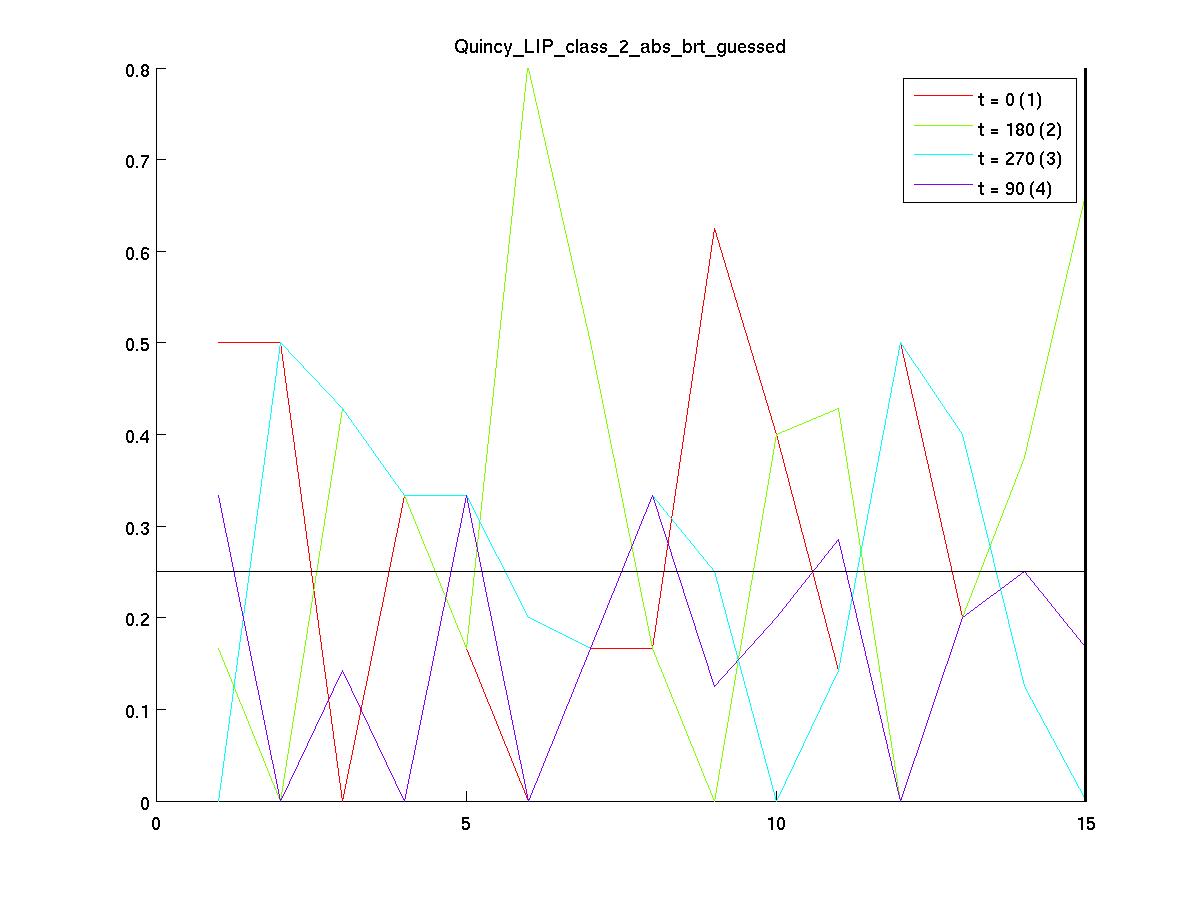 Quincy_LIP_class_2_abs_brt_guessed
0.8
0.7
0.6
0.5
0.4
0.3
0.2
0.1
0
t = 0 (1)
t = 180 (2)
t = 270 (3)
t = 90 (4)
0 5 10 15